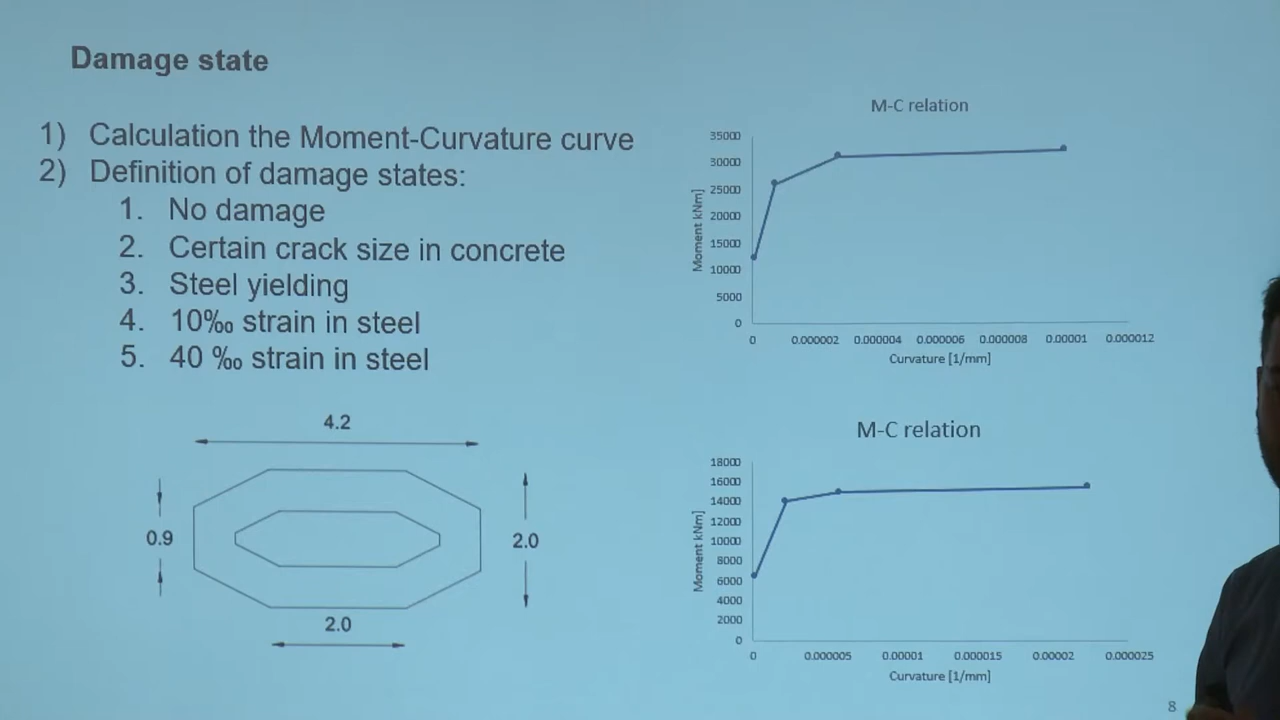 Damage state
1) Calculation the Moment-Curvature curve
2) Definition of damage states:
1. No damage
2. Certain crack size in concrete
3. Steel yielding
4. 10‰ strain in steel
5. 40 ‰ strain in steel
4.2
0.9
2.0
2.0
M-C relation
35000
30000
25000
20000
15000
10000
5000
0
Moment kNm]
0 0.000002 0.000004 0.000006 0.000008 0.00001 0.000012
Curvature [1/mm]
M-C relation
18000
16000
14000
12000
10000
8000
6000
4000
2000
0
Moment kNm]
0 0.000005 0.00001 0.000015 0.00002 0.000025
Curvature [1/mm]
8